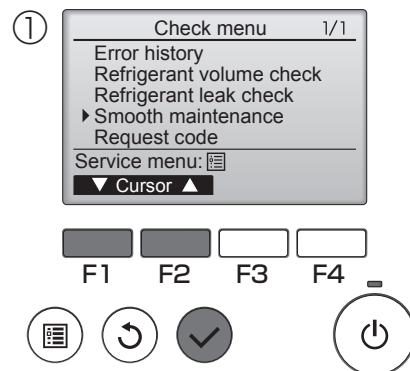 ①
Check menu 1/1
Error history
Refrigerant volume check
Refrigerant leak check
Smooth maintenance
Request code
Service menu:
▼ Cursor ▲
F1 F2 F3 F4